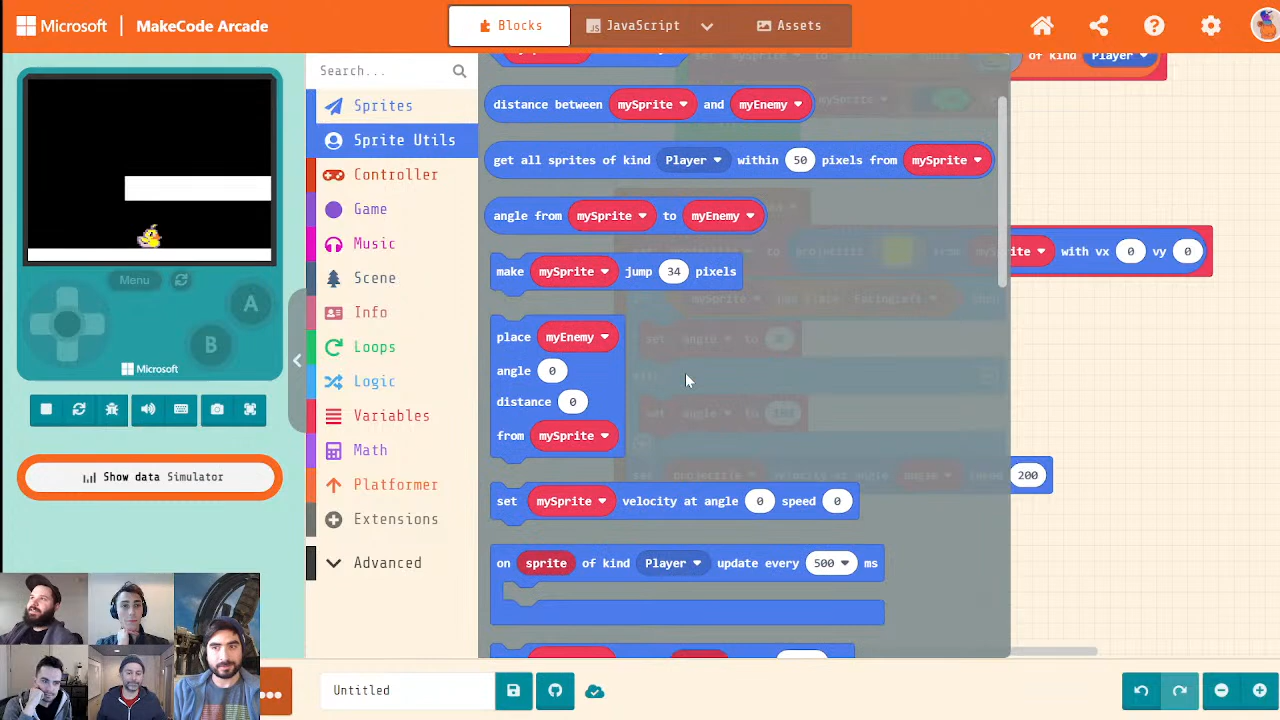 Microsoft
MakeCode Arcade
Blocks
JavaScript
Assets
Menu
A
B
Microsoft
Show data Simulator
Search...
Sprites
Sprite Utils
Controller
Game
Music
Scene
Info
Loops
Logic
Variables
Math
Platformer
Extensions
Advanced
distance between mySprite and myEnemy
get all sprites of kind Player within 50 pixels from mySprite
angle from mySprite to myEnemy
make mySprite jump 34 pixels
place myEnemy
angle 0
distance 0
from mySprite
set mySprite velocity at angle 0 speed 0
on sprite of kind Player update every 500 ms
of kind Player
with vx 0 vy 0
200
Untitled